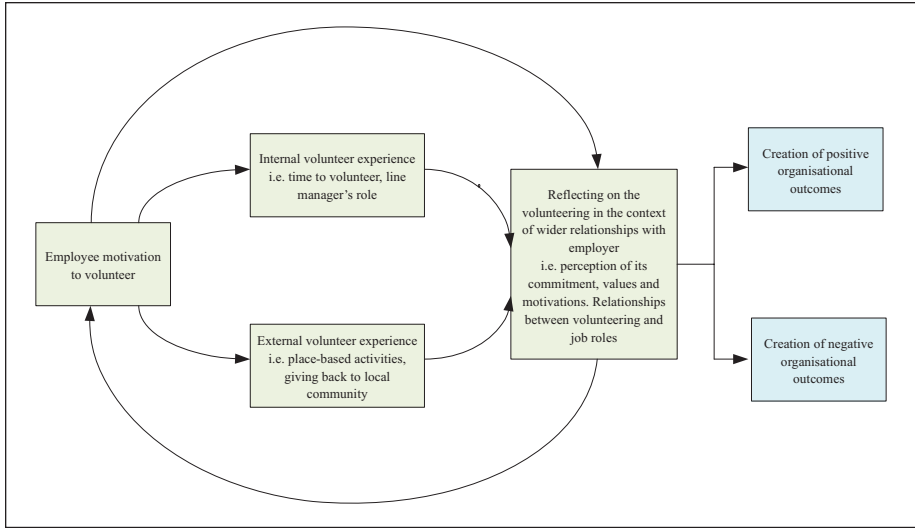 Employee motivation
to volunteer
Internal volunteer experience
i.e. time to volunteer, line
manager’s role
External volunteer experience
i.e. place-based activities,
giving back to local
community
Reflecting on the
volunteering in the context
of wider relationships with
employer
i.e. perception of its
commitment, values and
motivations. Relationships
between volunteering and
job roles
Creation of positive
organisational
outcomes
Creation of negative
organisational
outcomes